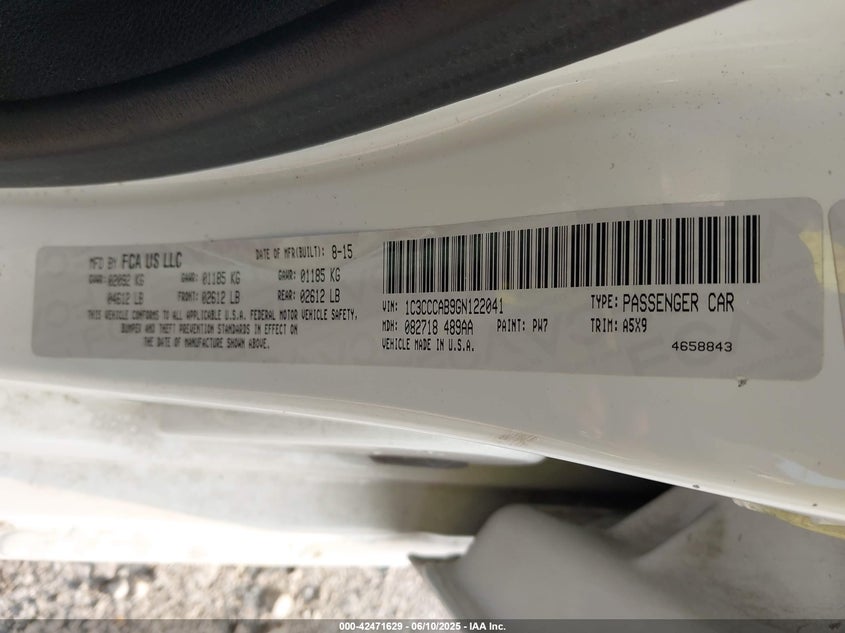 MFD BY FCA US LLC DATE OF MFR(BUILT): 8-15
GAWR: 02092 KG GAWR: 01185 KG GAWR: 01185 KG
04612 LB FRONT: 02612 LB REAR: 02612 LB
THIS VEHICLE CONFORMS TO ALL APPLICABLE U.S.A. FEDERAL MOTOR VEHICLE SAFETY,
BUMPER AND THEFT PREVENTION STANDARDS IN EFFECT ON
THE DATE OF MANUFACTURE SHOWN ABOVE.
VIN: 1C3CCCAB9GN122041 TYPE: PASSENGER CAR
MDH: 082718 489AA PAINT: PW7 TRIM: A5X9
VEHICLE MADE IN U.S.A. 4658843
000-42471629 - 06/10/2025 - IAA Inc.